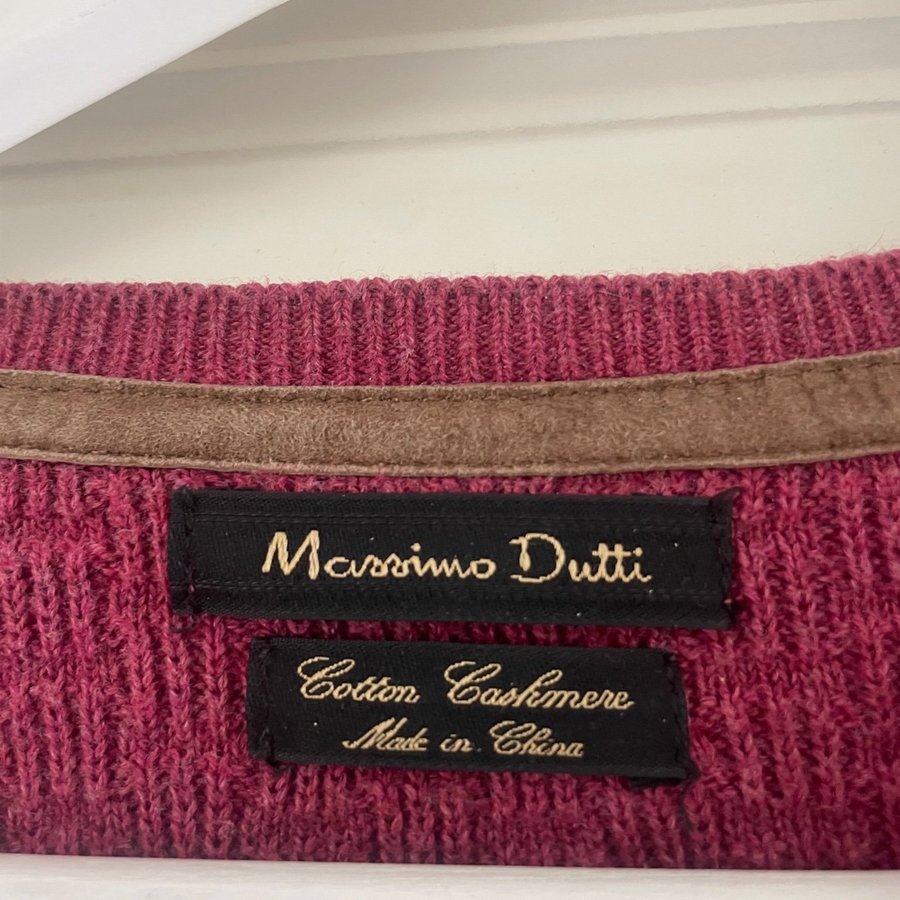 Massimo Dutti
Cotton Cashmere
Made in China